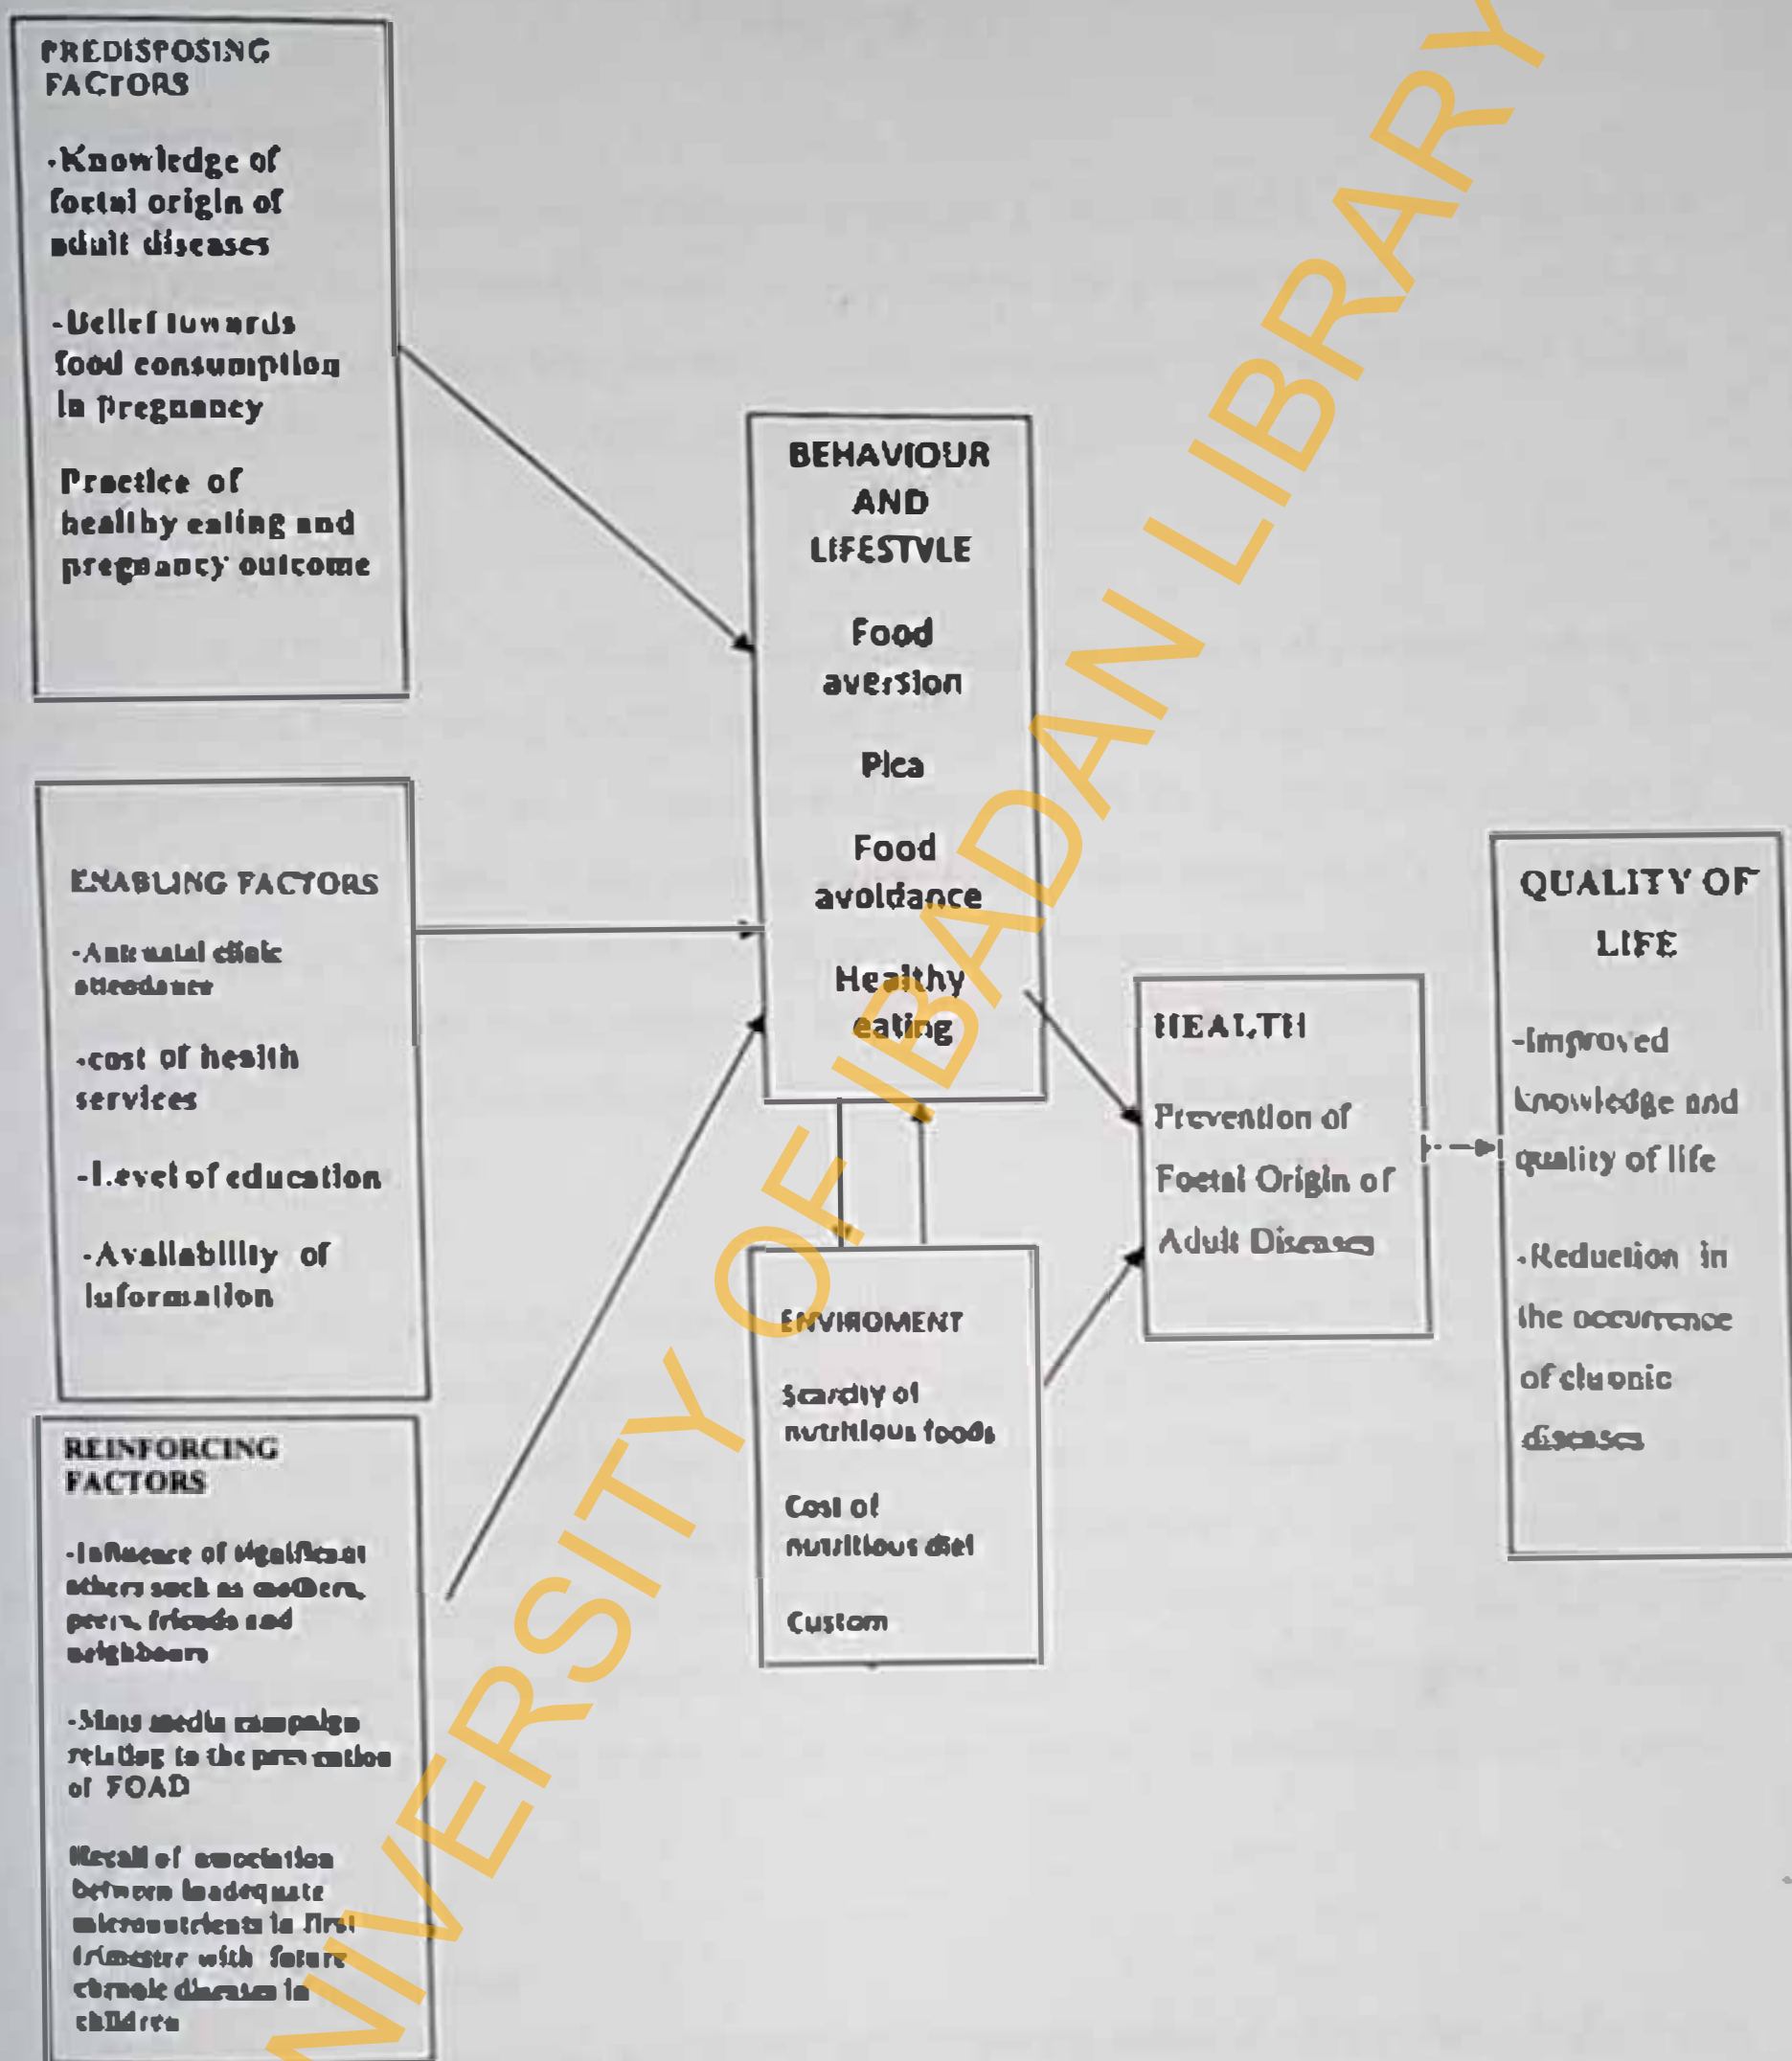 PREDISPOSING
FACTORS
-Knowledge of
foetal origin of
adult diseases
-Belief towards
food consumption
in pregnancy
Practice of
healthy eating and
pregnancy outcome
ENABLING FACTORS
-Antenatal clinic
attendance
-cost of health
services
-Level of education
-Availability of
information
REINFORCING
FACTORS
-Influence of significant
others such as mothers,
peers, friends and
neighbours
-Mass media campaign
relating to the prevention
of FOAD
Recall of association
between inadequate
micronutrients in first
trimester with future
chronic diseases in
children
BEHAVIOUR
AND
LIFESTYLE
Food
aversion
Pica
Food
avoidance
Healthy
eating
ENVIROMENT
Scarcity of
nutritious foods
Cost of
nutritious diet
Custom
HEALTH
Prevention of
Foetal Origin of
Adult Diseases
QUALITY OF
LIFE
-Improved
knowledge and
quality of life
-Reduction in
the occurrence
of chronic
diseases
NIVERSITY OF IBADAN LIBRARY